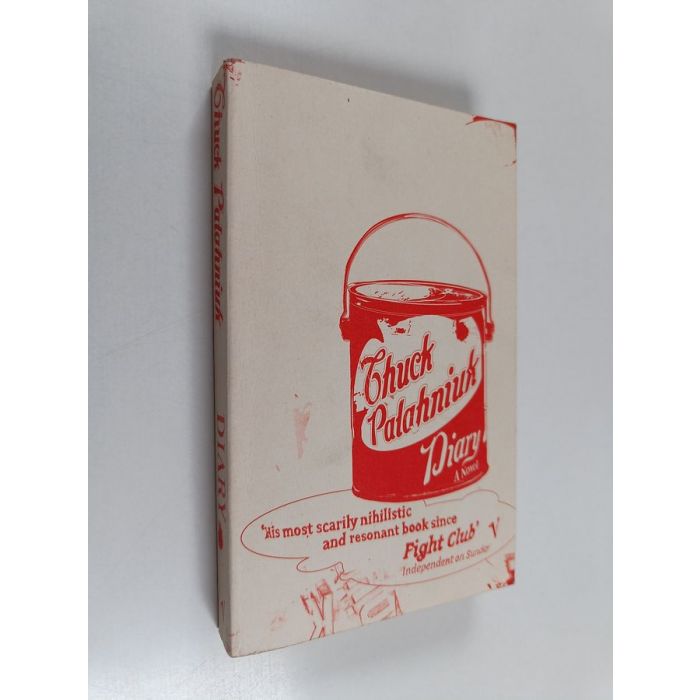 Chuck Palahniuk
DIARY
Chuck
Palahniuk
Diary
A Novel
'His most scarily nihilistic
and resonant book since
Fight Club'
Independent on Sunday
V